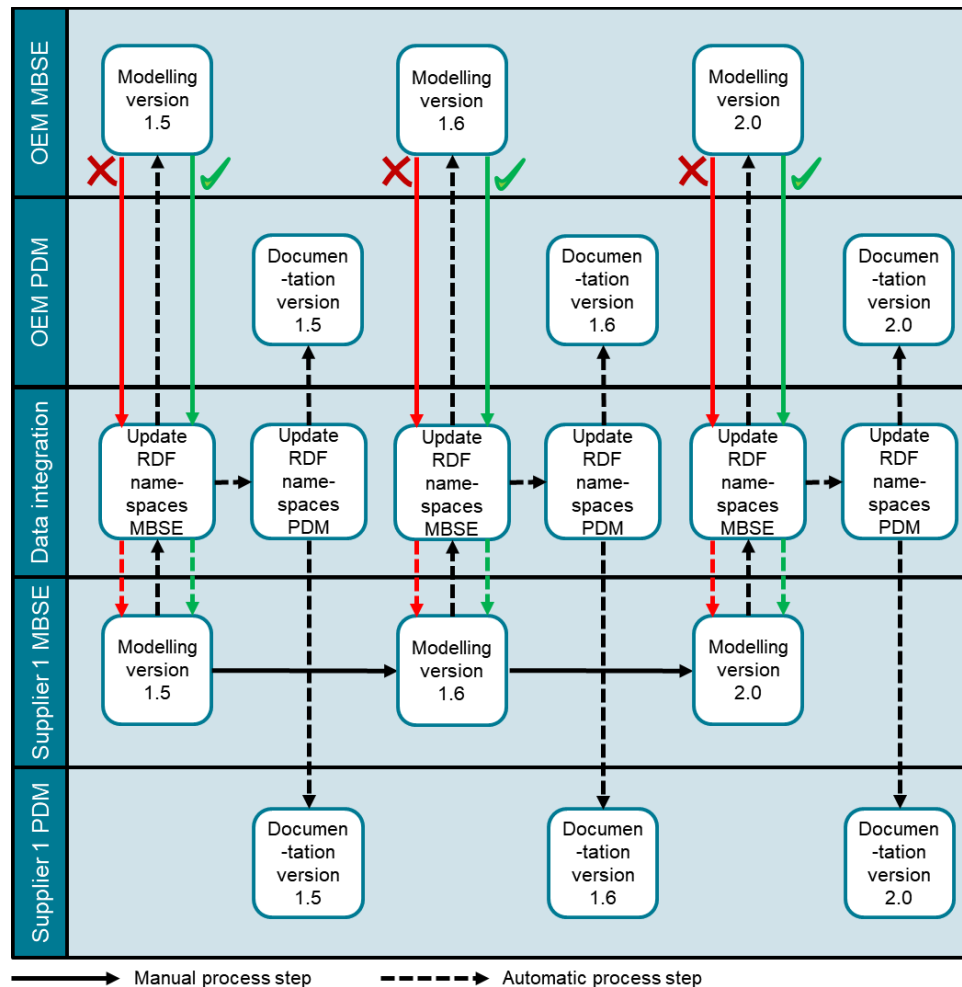 OEM MBSE
Modelling
version
1.5
Modelling
version
1.6
Modelling
version
2.0
OEM PDM
Documen
-tation
version
1.5
Documen
-tation
version
1.6
Documen
-tation
version
2.0
Data integration
Update
RDF
name-
spaces
MBSE
Update
RDF
name-
spaces
PDM
Update
RDF
name-
spaces
MBSE
Update
RDF
name-
spaces
PDM
Update
RDF
name-
spaces
MBSE
Update
RDF
name-
spaces
PDM
Supplier 1 MBSE
Modelling
version
1.5
Modelling
version
1.6
Modelling
version
2.0
Supplier 1 PDM
Documen
-tation
version
1.5
Documen
-tation
version
1.6
Documen
-tation
version
2.0
Manual process step
Automatic process step